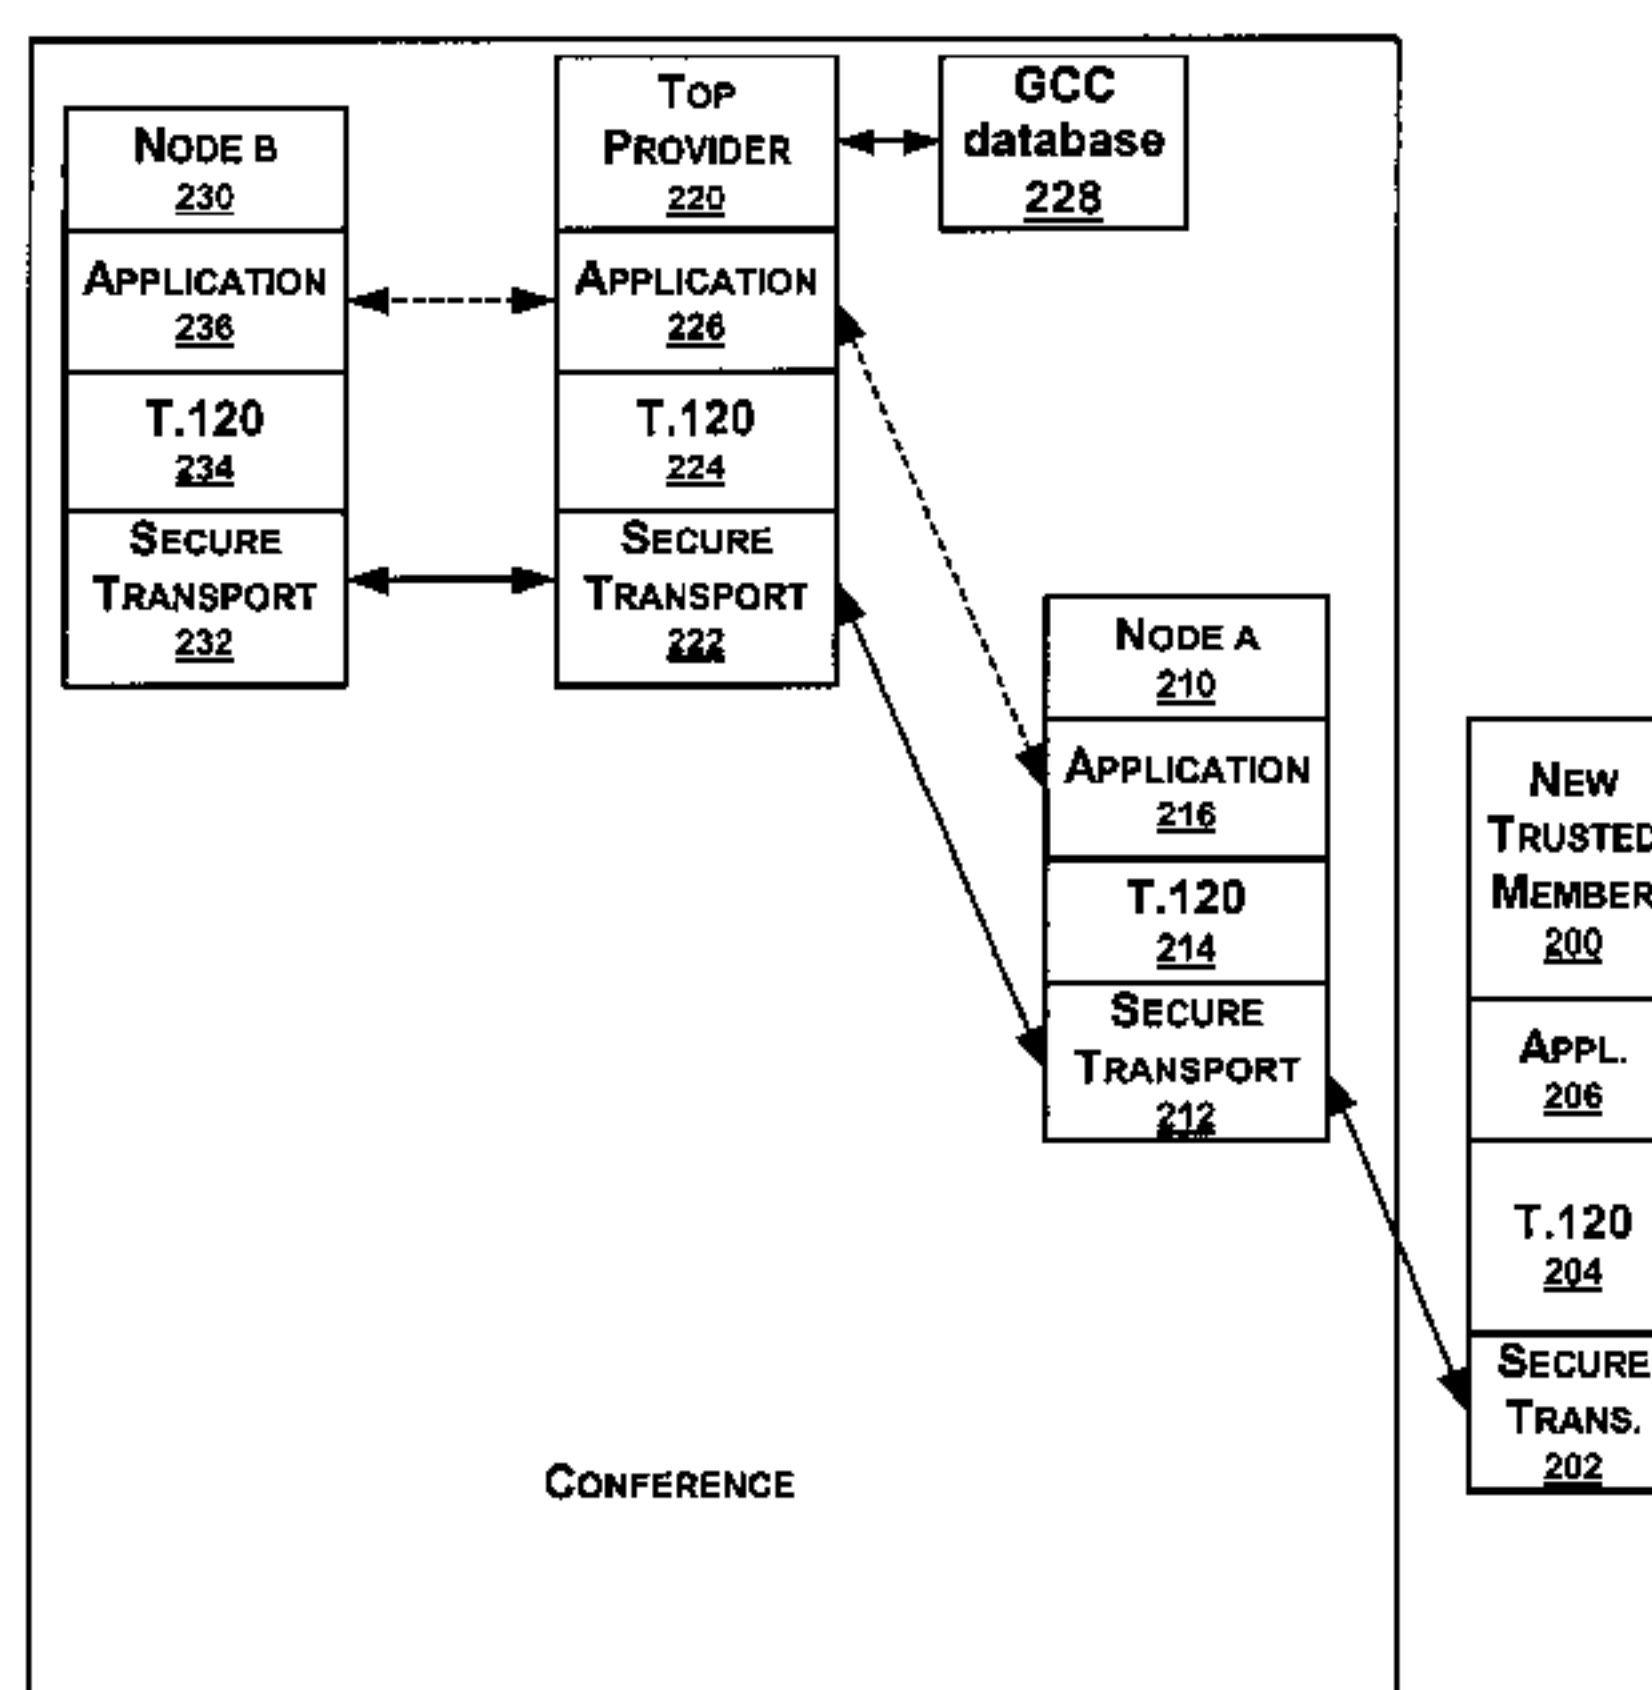 NODE B
230
APPLICATION
236
T.120
234
SECURE
TRANSPORT
232
TOP
PROVIDER
220
APPLICATION
226
T.120
224
SECURE
TRANSPORT
222
GCC
database
228
NODE A
210
APPLICATION
216
T.120
214
SECURE
TRANSPORT
212
NEW
TRUSTED
MEMBER
200
APPL.
206
T.120
204
SECURE
TRANS.
202
CONFERENCE